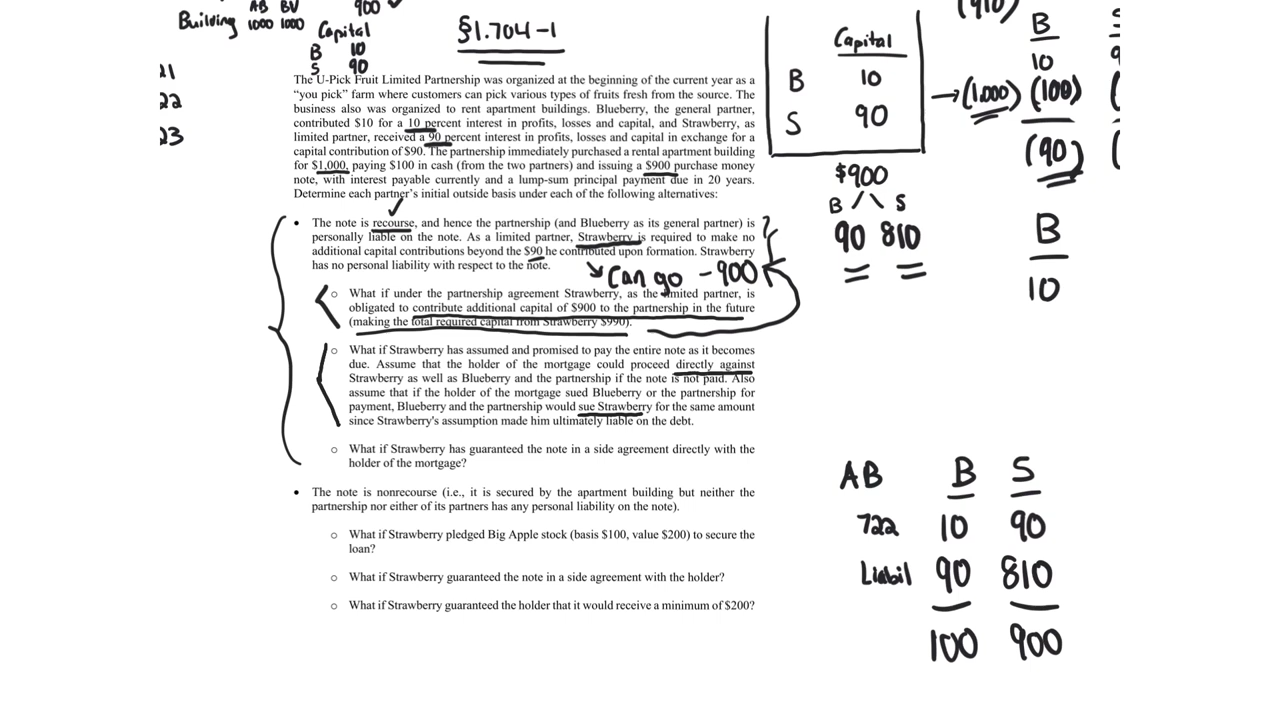 AB BV 900 ✓
Building 1000 1000 Capital
B 10
S 90
§1.704-1
21
22
23
The U-Pick Fruit Limited Partnership was organized at the beginning of the current year as a
"you pick" farm where customers can pick various types of fruits fresh from the source. The
business also was organized to rent apartment buildings. Blueberry, the general partner,
contributed $10 for a 10 percent interest in profits, losses and capital, and Strawberry, as
limited partner, received a 90 percent interest in profits, losses and capital in exchange for a
capital contribution of $90. The partnership immediately purchased a rental apartment building
for $1,000, paying $100 in cash (from the two partners) and issuing a $900 purchase money
note, with interest payable currently and a lump-sum principal payment due in 20 years.
Determine each partner's initial outside basis under each of the following alternatives:
• The note is recourse, and hence the partnership (and Blueberry as its general partner) is
personally liable on the note. As a limited partner, Strawberry is required to make no
additional capital contributions beyond the $90 he contributed upon formation. Strawberry
has no personal liability with respect to the note.
Can go -900
?
o What if under the partnership agreement Strawberry, as the limited partner, is
obligated to contribute additional capital of $900 to the partnership in the future
(making the total required capital from Strawberry $990).
o What if Strawberry has assumed and promised to pay the entire note as it becomes
due. Assume that the holder of the mortgage could proceed directly against
Strawberry as well as Blueberry and the partnership if the note is not paid. Also
assume that if the holder of the mortgage sued Blueberry or the partnership for
payment, Blueberry and the partnership would sue Strawberry for the same amount
since Strawberry's assumption made him ultimately liable on the debt.
o What if Strawberry has guaranteed the note in a side agreement directly with the
holder of the mortgage?
• The note is nonrecourse (i.e., it is secured by the apartment building but neither the
partnership nor either of its partners has any personal liability on the note).
o What if Strawberry pledged Big Apple stock (basis $100, value $200) to secure the
loan?
o What if Strawberry guaranteed the note in a side agreement with the holder?
o What if Strawberry guaranteed the holder that it would receive a minimum of $200?
Capital
B 10
S 90
$900
B S
90 810
(910)
B
10
→(1,000) (100)
(90)
B
10
AB B S
722 10 90
Liabil 90 810
100 900